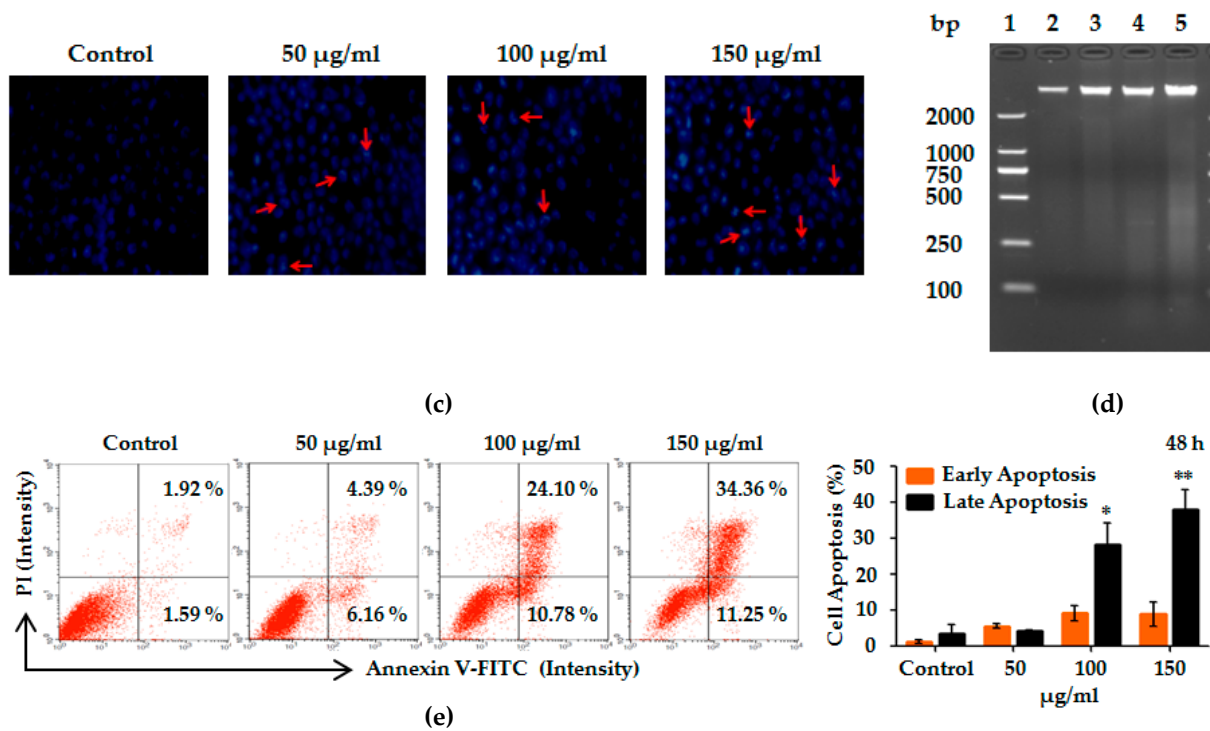 Control 50 µg/ml 100 µg/ml 150 µg/ml
bp 1 2 3 4 5
2000
1000
750
500
250
100
(c)
(d)
Control 50 µg/ml 100 µg/ml 150 µg/ml
PI (Intensity)
1.92 % 4.39 % 24.10 % 34.36 %
1.59 % 6.16 % 10.78 % 11.25 %
Annexin V-FITC (Intensity)
(e)
48 h
Cell Apoptosis (%)
50
40
30
20
10
0
Early Apoptosis
Late Apoptosis
* **
Control 50 100 150
µg/ml